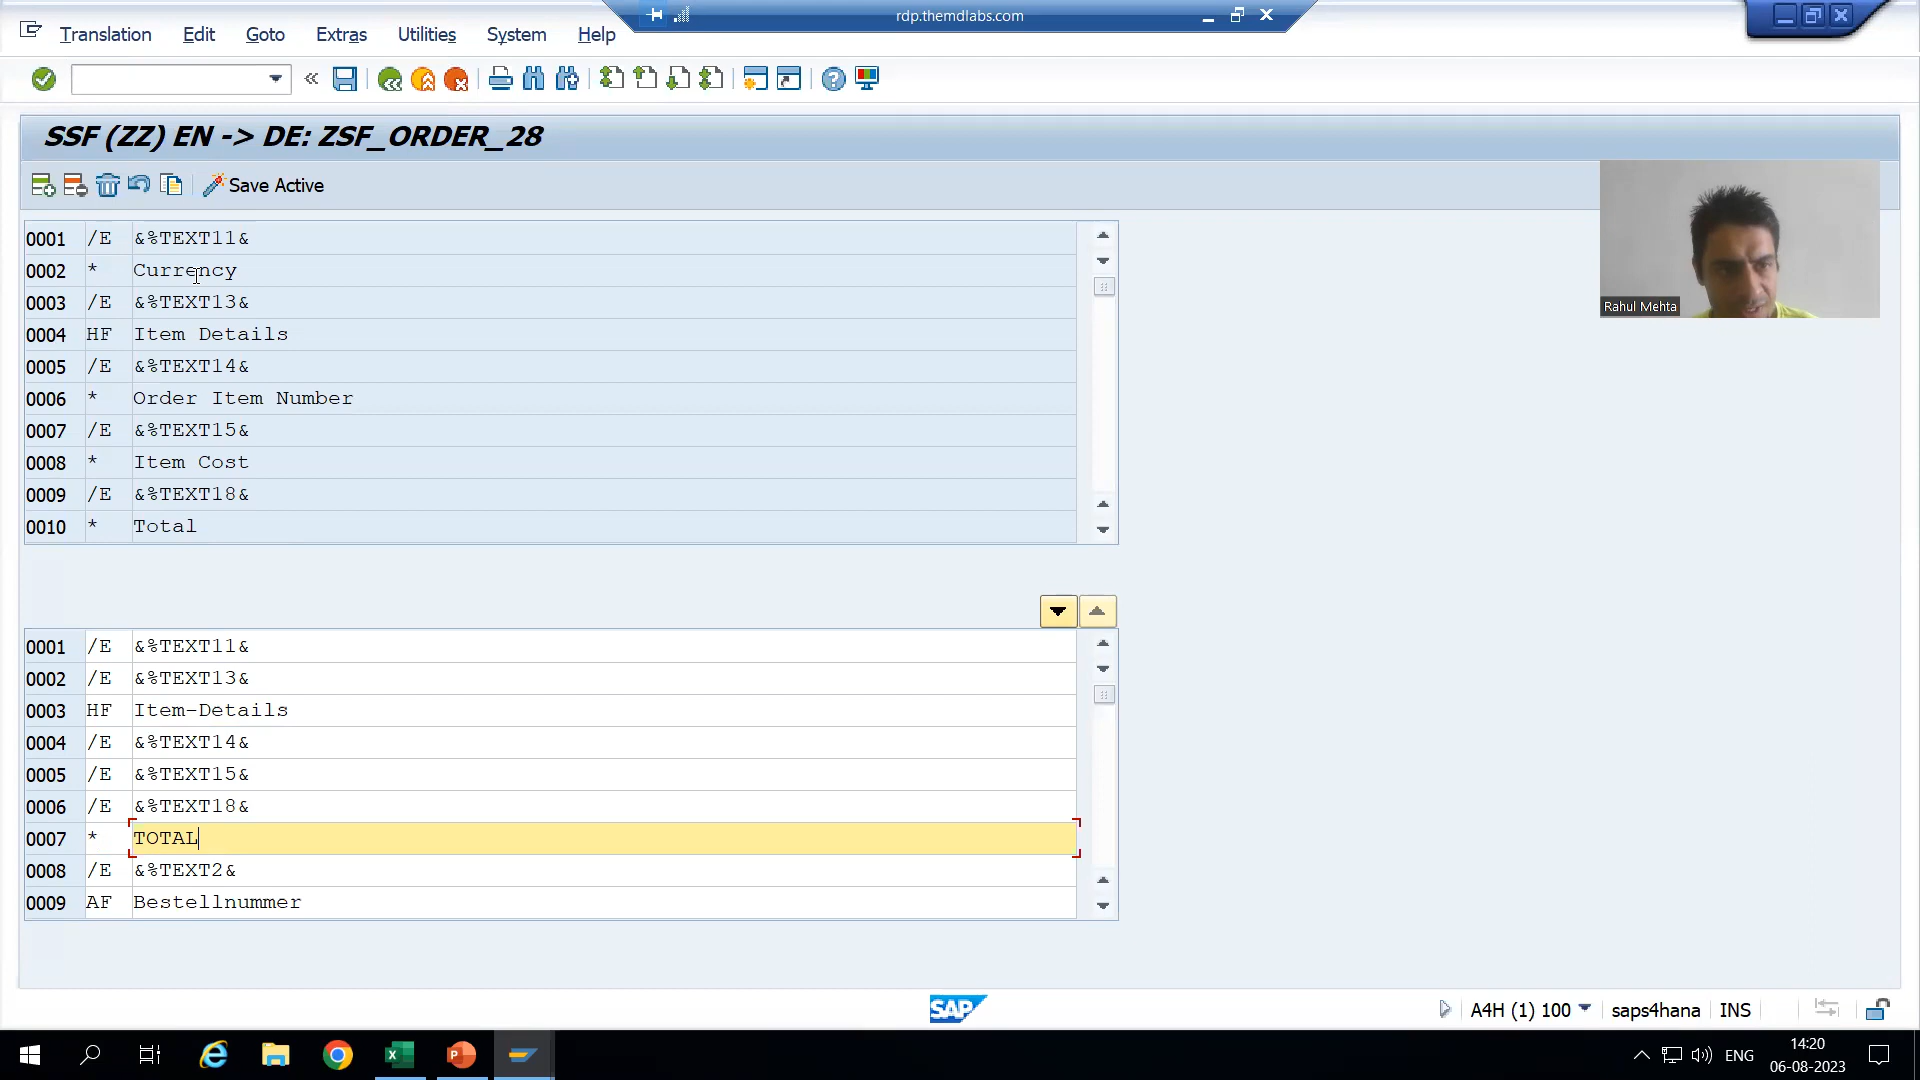 rdp.themdlabs.com
Translation Edit Goto Extras Utilities System Help
SSF (ZZ) EN -> DE: ZSF_ORDER_28
Save Active
0001 /E &%TEXT11&
0002 * Currency
0003 /E &%TEXT13&
0004 HF Item Details
0005 /E &%TEXT14&
0006 * Order Item Number
0007 /E &%TEXT15&
0008 * Item Cost
0009 /E &%TEXT18&
0010 * Total
Rahul Mehta
0001 /E &%TEXT11&
0002 /E &%TEXT13&
0003 HF Item-Details
0004 /E &%TEXT14&
0005 /E &%TEXT15&
0006 /E &%TEXT18&
0007 * TOTAL
0008 /E &%TEXT2&
0009 AF Bestellnummer
SAP
A4H (1) 100 saps4hana INS
ENG
14:20
06-08-2023